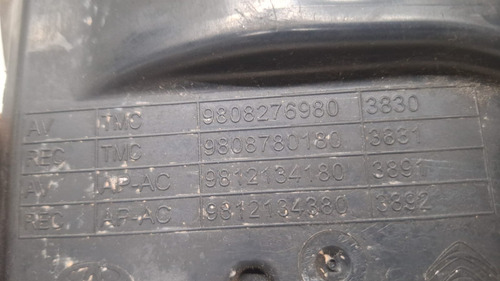 AV TMC 9808276980 3830
REC TMC 9808780180 3831
AV AP-AC 9812134180 3891
REC AP-AC 9812134380 3892